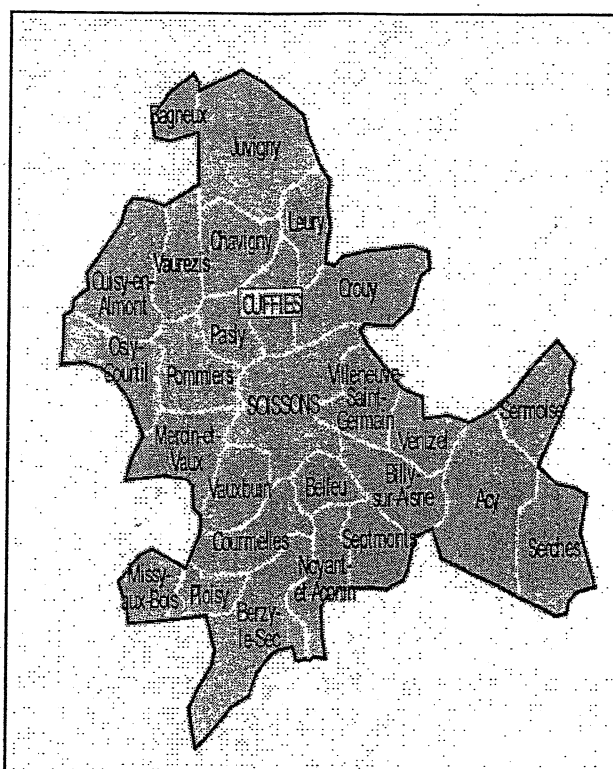 Bagneux
Juvigny
Leury
Chavigny
Vaurezis
Cuisy-en-
Almont
CUFFIES
Crouy
Pasly
Osly-
Courtil
Pommiers
Villeneuve-
Saint-
Germain
SOISSONS
Sermoise
Venizel
Mercin-et-
Vaux
Vauxbuin
Belleu
Billy-
sur-Aisne
Acy
Courmelles
Septmonts
Serches
Missy-
aux-Bois
Ploisy
Noyant-
et-Aconin
Berzy-
le-Sec